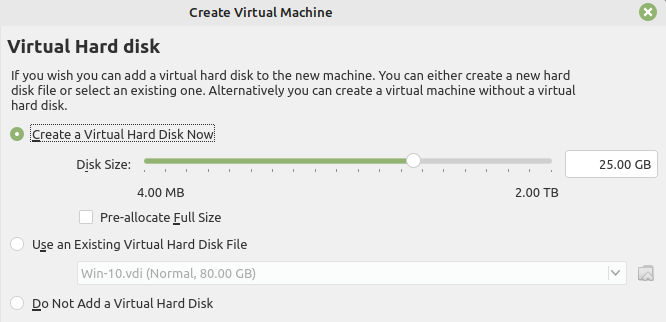 Create Virtual Machine
Virtual Hard disk
If you wish you can add a virtual hard disk to the new machine. You can either create a new hard
disk file or select an existing one. Alternatively you can create a virtual machine without a virtual
hard disk.
Create a Virtual Hard Disk Now
Disk Size:
25.00 GB
4.00 MB
2.00 TB
Pre-allocate Full Size
Use an Existing Virtual Hard Disk File
Win-10.vdi (Normal, 80.00 GB)
Do Not Add a Virtual Hard Disk